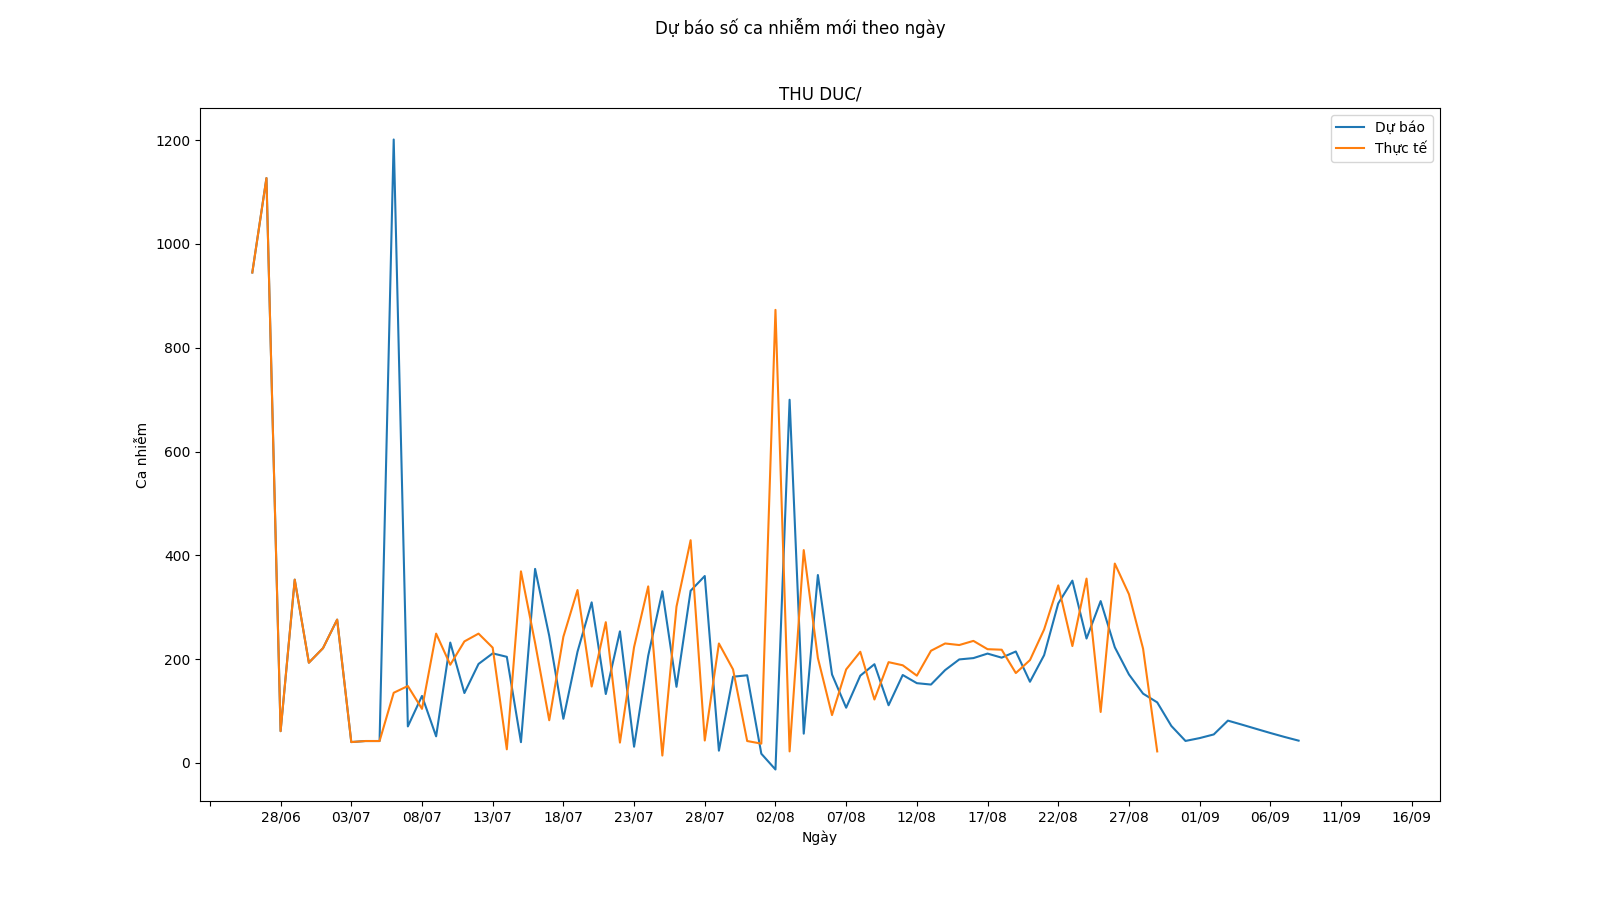 Dự báo số ca nhiễm mới theo ngày
THU DUC/
Dự báo
Thực tế
1200
1000
800
600
400
200
0
Ca nhiễm
28/06 03/07 08/07 13/07 18/07 23/07 28/07 02/08 07/08 12/08 17/08 22/08 27/08 01/09 06/09 11/09 16/09
Ngày